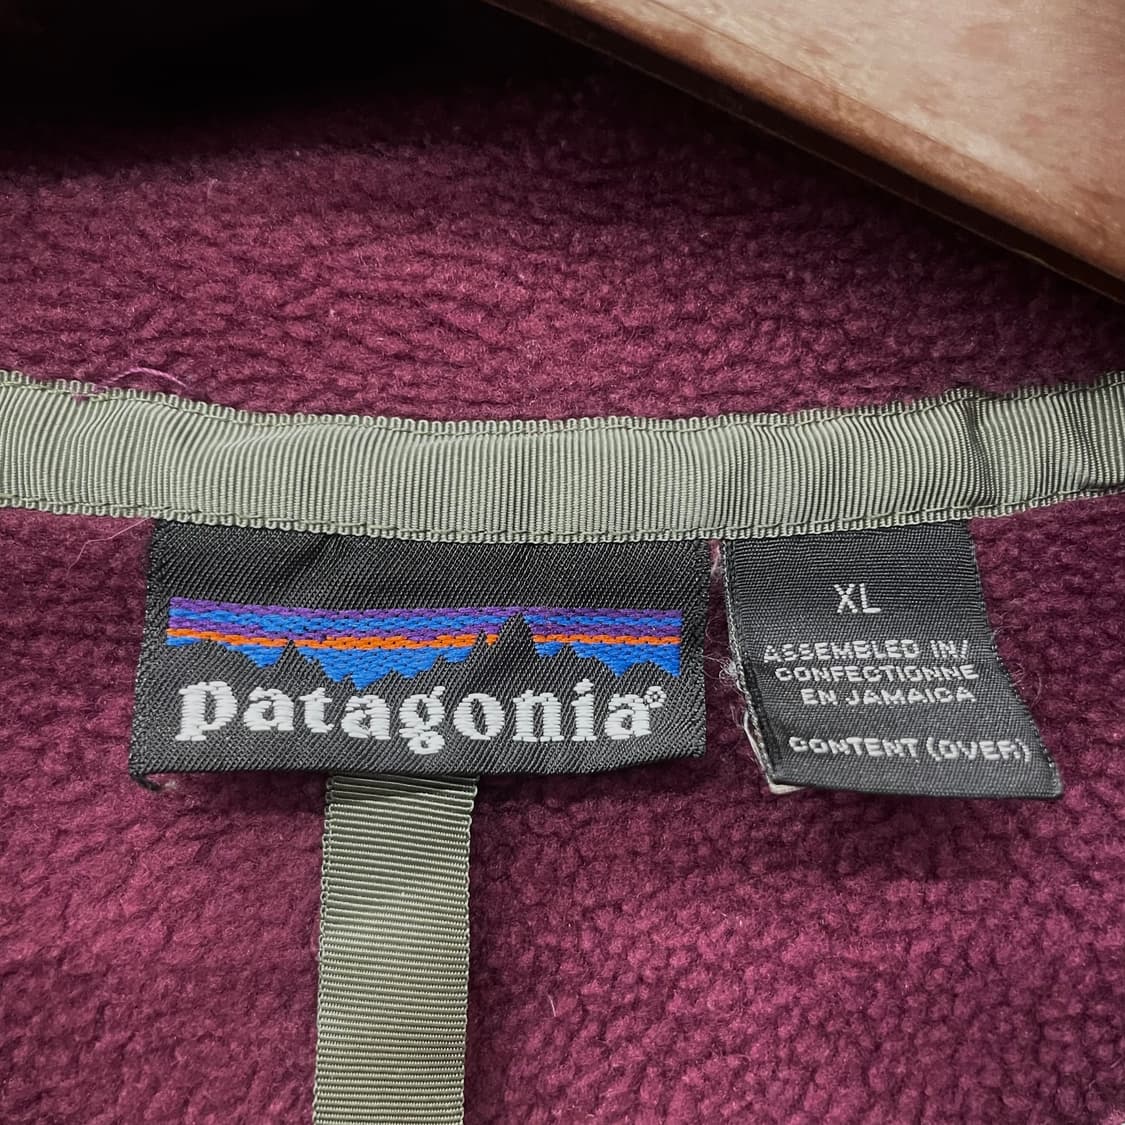 patagonia®
XL
ASSEMBLED IN/
CONFECTIONNE
EN JAMAICA
CONTENT (OVER)